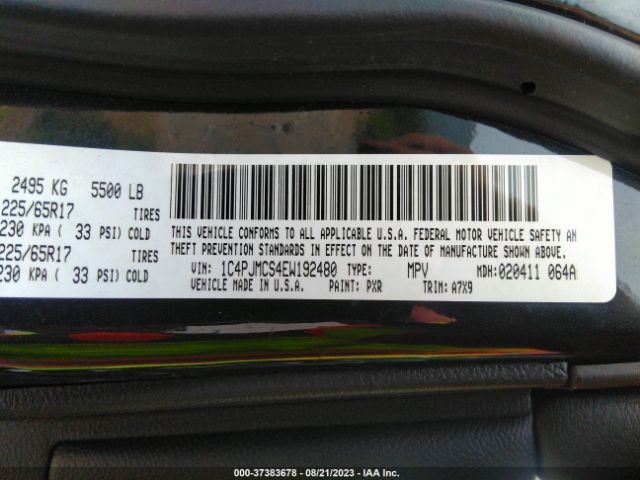 2495 KG 5500 LB
225/65R17 TIRES
230 KPA ( 33 PSI) COLD
225/65R17 TIRES
230 KPA ( 33 PSI) COLD
THIS VEHICLE CONFORMS TO ALL APPLICABLE U.S.A. FEDERAL MOTOR VEHICLE SAFETY AND
THEFT PREVENTION STANDARDS IN EFFECT ON THE DATE OF MANUFACTURE SHOWN ABOVE
VIN: 1C4PJMCS4EW192480 TYPE: MPV MDH:020411 064A
VEHICLE MADE IN U.S.A. PAINT: PXR TRIM: A7X9
000-37383678 - 08/21/2023 - IAA Inc.